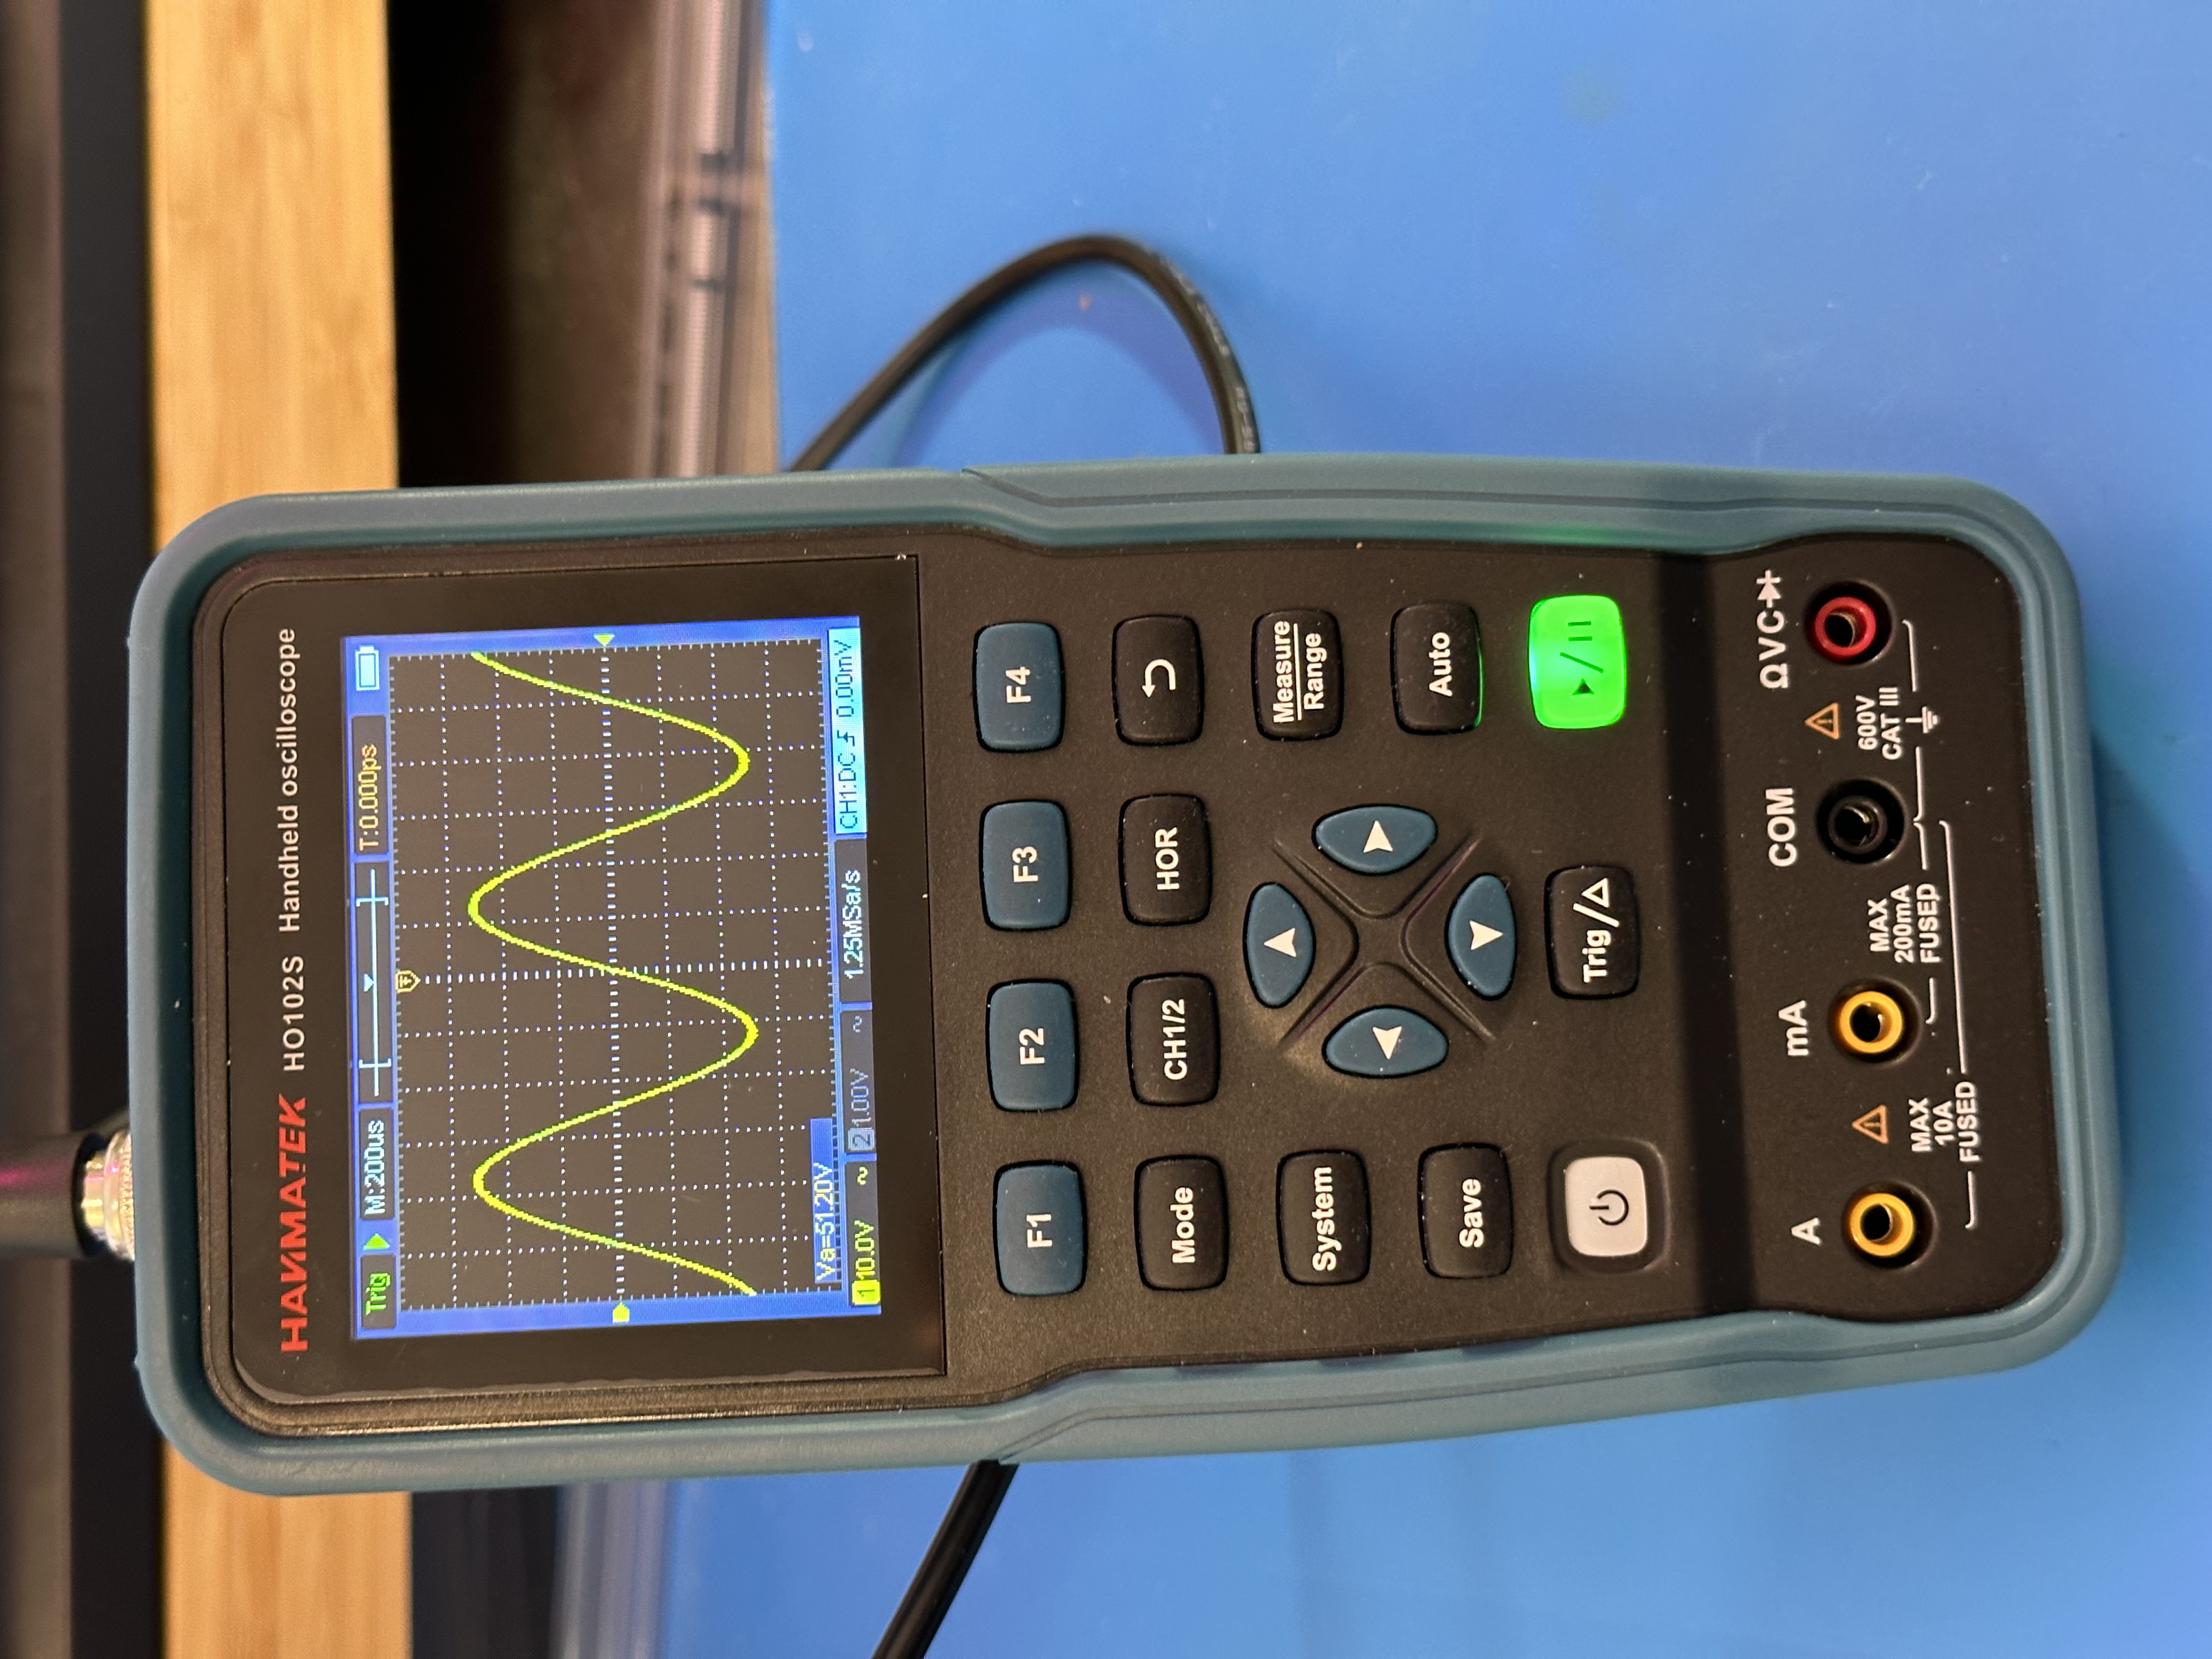 HANMATEK HO102S Handheld oscilloscope
Trig M:200us T:0.000ps
Va=51.20V
1 10.0V ~ 2 1.00V ~ 1.25MSa/s CH1:DC 0.00mV
F1 F2 F3 F4
Mode CH1/2 HOR
System
Measure
Range
Save
Auto
Trig/△
A mA COM ΩVC
MAX
10A
FUSED
MAX
200mA
FUSED
600V
CAT III